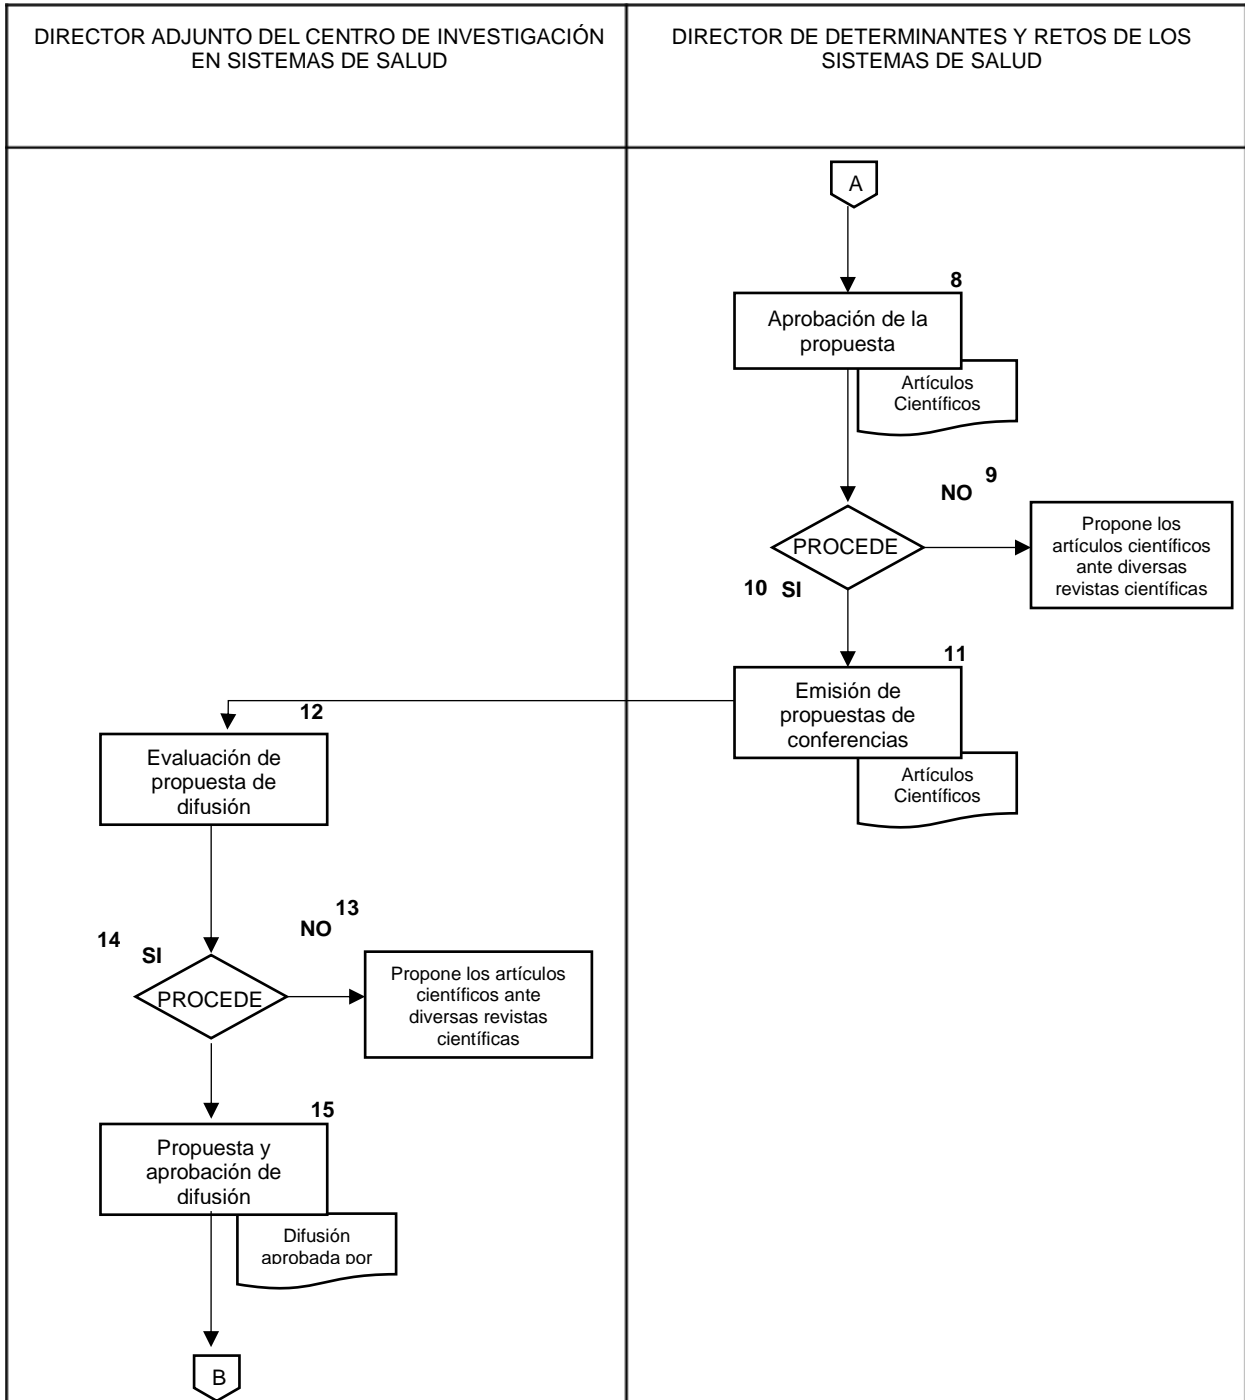 DIRECTOR ADJUNTO DEL CENTRO DE INVESTIGACIÓN
EN SISTEMAS DE SALUD
DIRECTOR DE DETERMINANTES Y RETOS DE LOS
SISTEMAS DE SALUD
A
8
Aprobación de la
propuesta
Artículos
Científicos
9
NO
PROCEDE
Propone los
artículos científicos
ante diversas
revistas científicas
10 SI
11
Emisión de
propuestas de
conferencias
Artículos
Científicos
12
Evaluación de
propuesta de
difusión
13
NO
14
SI
PROCEDE
Propone los artículos
científicos ante
diversas revistas
científicas
15
Propuesta y
aprobación de
difusión
Difusión
aprobada por
B